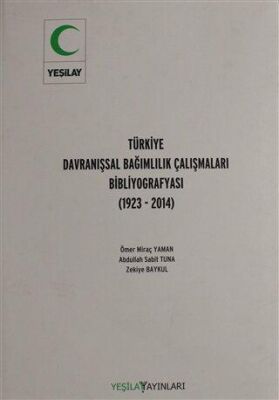 YEŞİLAY
TÜRKİYE
DAVRANIŞSAL BAĞIMLILIK ÇALIŞMALARI
BİBLİYOGRAFYASI
(1923 - 2014)
Ömer Miraç YAMAN
Abdullah Sabit TUNA
Zekiye BAYKUL
YEŞİLAY YAYINLARI